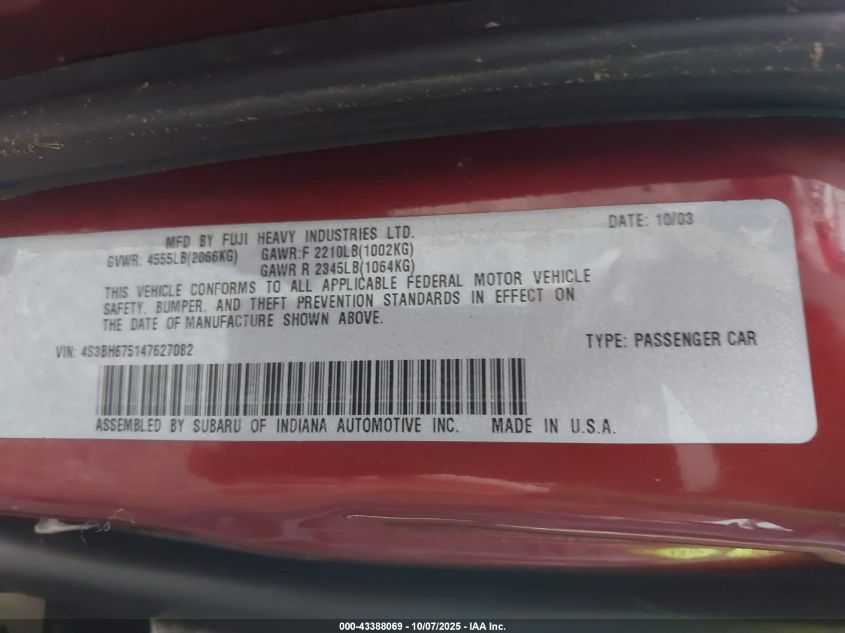 MFD BY FUJI HEAVY INDUSTRIES LTD. DATE: 10/03
GVWR: 4555LB(2066KG) GAWR:F 2210LB(1002KG)
GAWR R 2345LB(1064KG)
THIS VEHICLE CONFORMS TO ALL APPLICABLE FEDERAL MOTOR VEHICLE
SAFETY, BUMPER, AND THEFT PREVENTION STANDARDS IN EFFECT ON
THE DATE OF MANUFACTURE SHOWN ABOVE.
VIN: 4S3BH675147627082 TYPE: PASSENGER CAR
ASSEMBLED BY SUBARU OF INDIANA AUTOMOTIVE INC. MADE IN U.S.A.
000-43388069 - 10/07/2025 - IAA Inc.